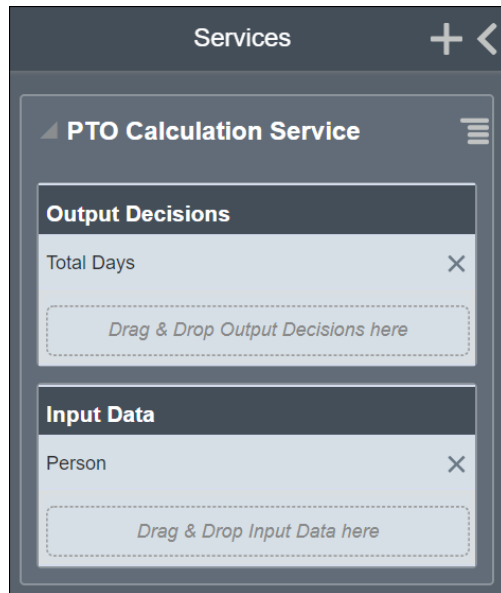 Services
PTO Calculation Service
Output Decisions
Total Days
Drag & Drop Output Decisions here
Input Data
Person
Drag & Drop Input Data here